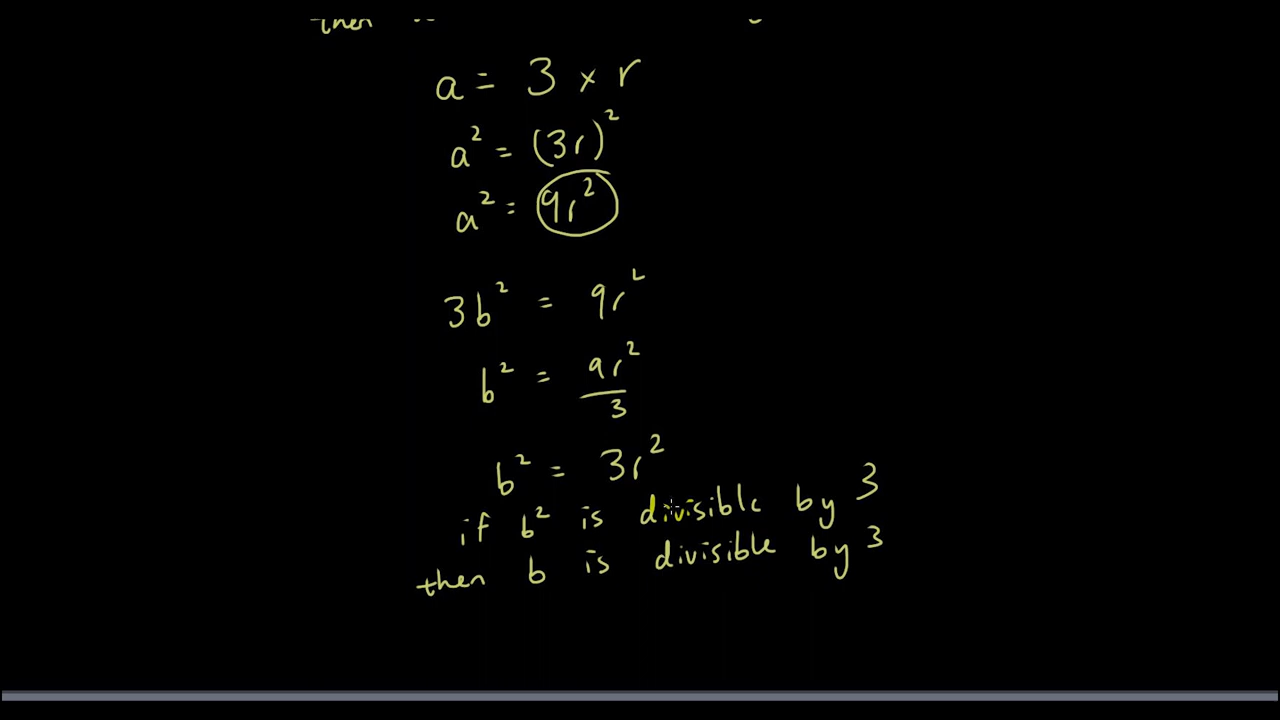 then
a = 3 × r
a² = (3r)²
a² = 9r²
3b² = 9r²
b² = 9r²/3
b² = 3r²
if b² is divisible by 3
then b is divisible by 3